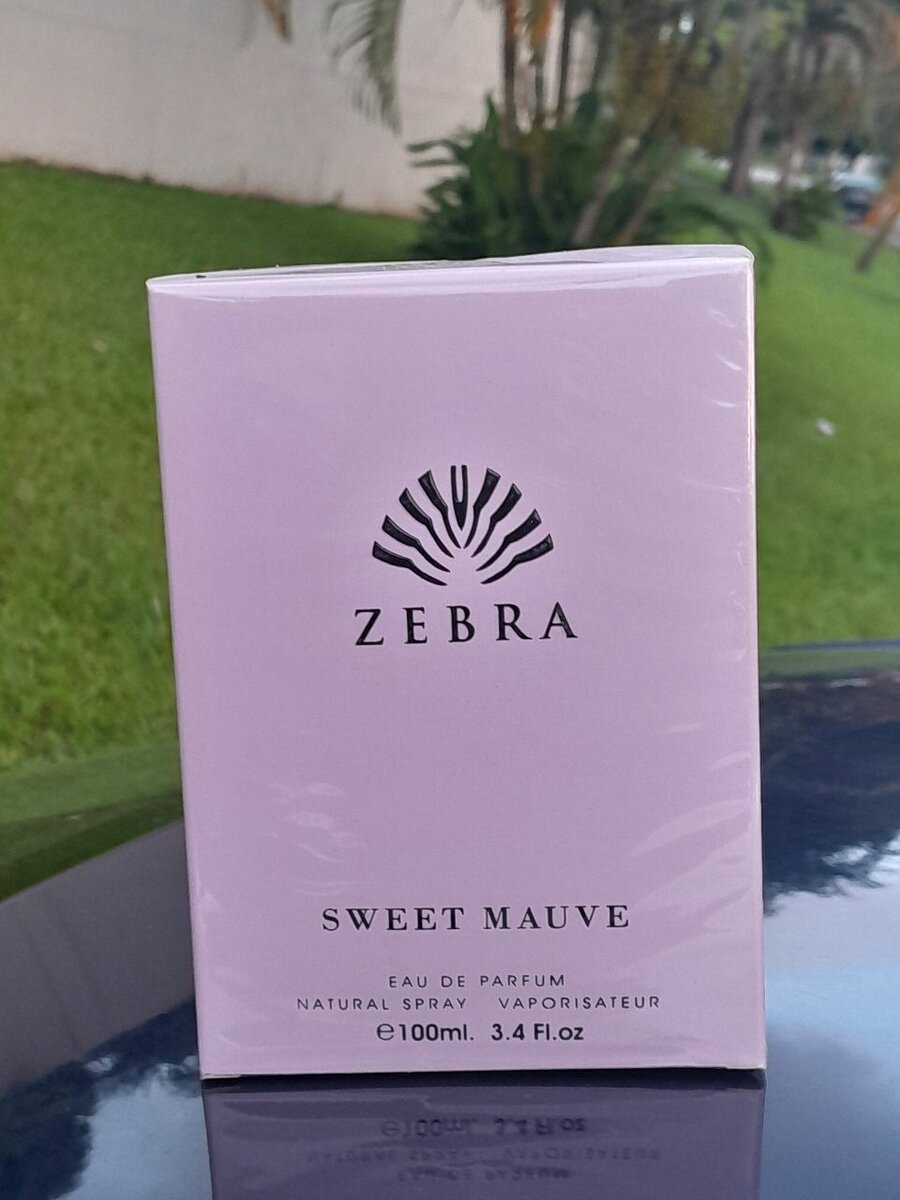 ZEBRA
SWEET MAUVE
EAU DE PARFUM
NATURAL SPRAY VAPORISATEUR
℮100ml. 3.4 Fl.oz